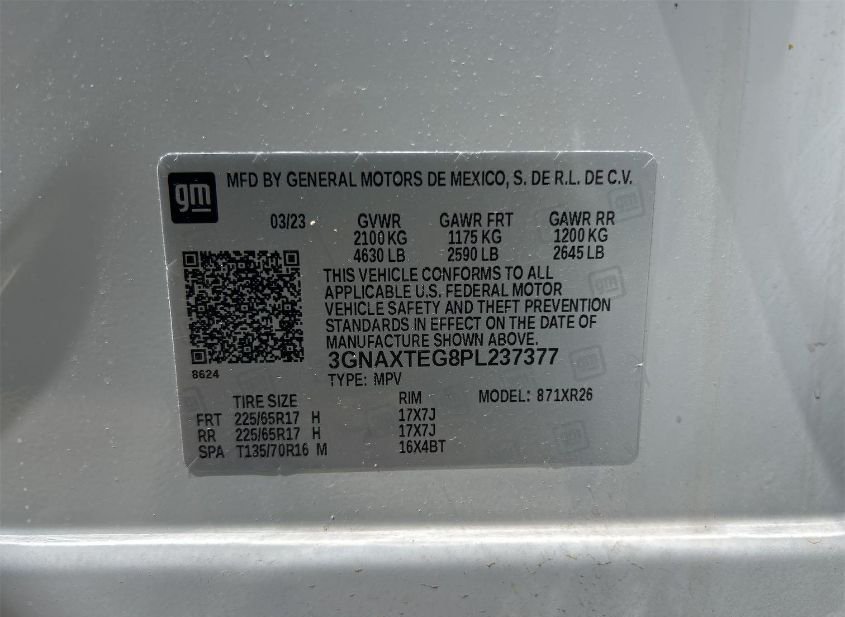 gm
MFD BY GENERAL MOTORS DE MEXICO, S. DE R.L. DE C.V.
03/23 GVWR GAWR FRT GAWR RR
2100 KG 1175 KG 1200 KG
4630 LB 2590 LB 2645 LB
THIS VEHICLE CONFORMS TO ALL
APPLICABLE U.S. FEDERAL MOTOR
VEHICLE SAFETY AND THEFT PREVENTION
STANDARDS IN EFFECT ON THE DATE OF
MANUFACTURE SHOWN ABOVE.
3GNAXTEG8PL237377
8624
TYPE: MPV
TIRE SIZE RIM MODEL: 871XR26
FRT 225/65R17 H 17X7J
RR 225/65R17 H 17X7J
SPA T135/70R16 M 16X4BT